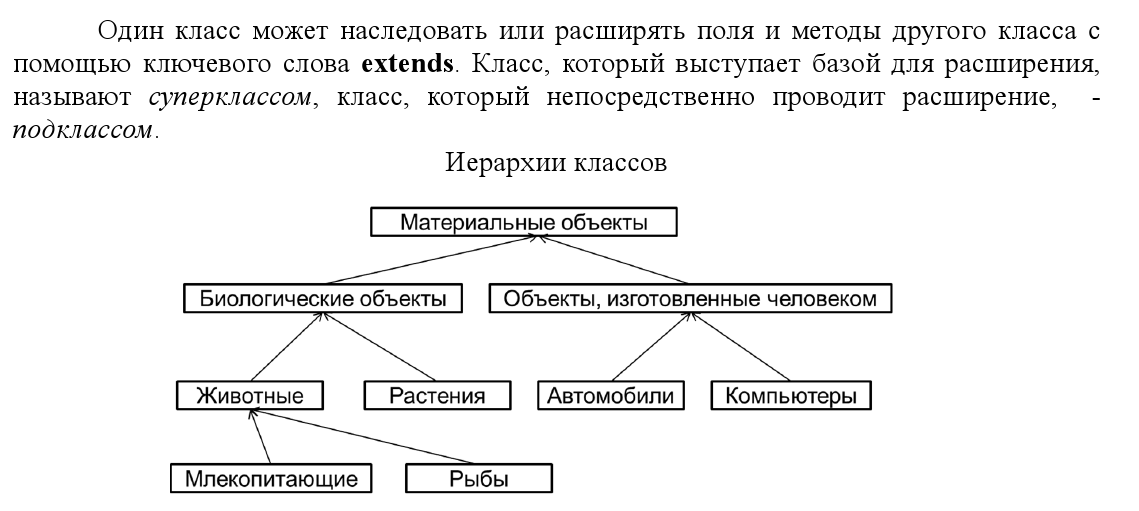 Один класс может наследовать или расширять поля и методы другого класса с
помощью ключевого слова extends. Класс, который выступает базой для расширения,
называют суперклассом, класс, который непосредственно проводит расширение, -
подклассом.
Иерархии классов
Материальные объекты
Биологические объекты
Объекты, изготовленные человеком
Животные
Растения
Автомобили
Компьютеры
Млекопитающие
Рыбы